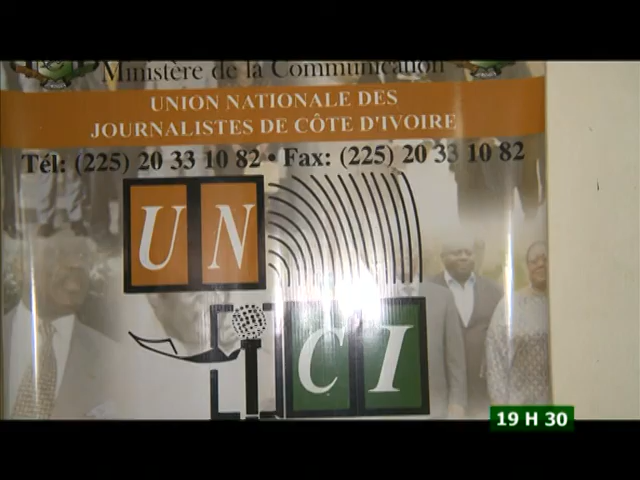 Ministère de la Communication
UNION NATIONALE DES
JOURNALISTES DE CÔTE D'IVOIRE
Tél: (225) 20 33 10 82 • Fax: (225) 20 33 10 82
UN
CI
19 H 30